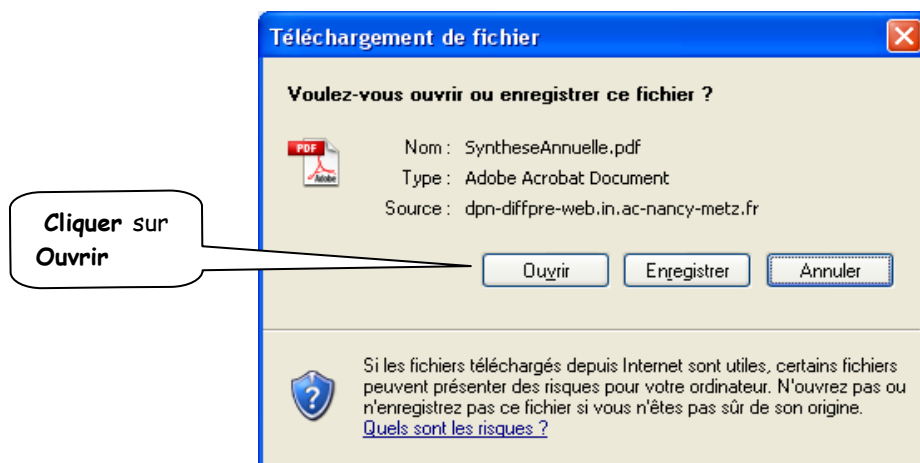 Téléchargement de fichier
Voulez-vous ouvrir ou enregistrer ce fichier ?
PDF
Adobe
Nom : SyntheseAnnuelle.pdf
Type : Adobe Acrobat Document
Source : dpn-diffpre-web.in.ac-nancy-metz.fr
Cliquer sur
Ouvrir
Ouvrir Enregistrer Annuler
Si les fichiers téléchargés depuis Internet sont utiles, certains fichiers
peuvent présenter des risques pour votre ordinateur. N'ouvrez pas ou
n'enregistrez pas ce fichier si vous n'êtes pas sûr de son origine.
Quels sont les risques ?